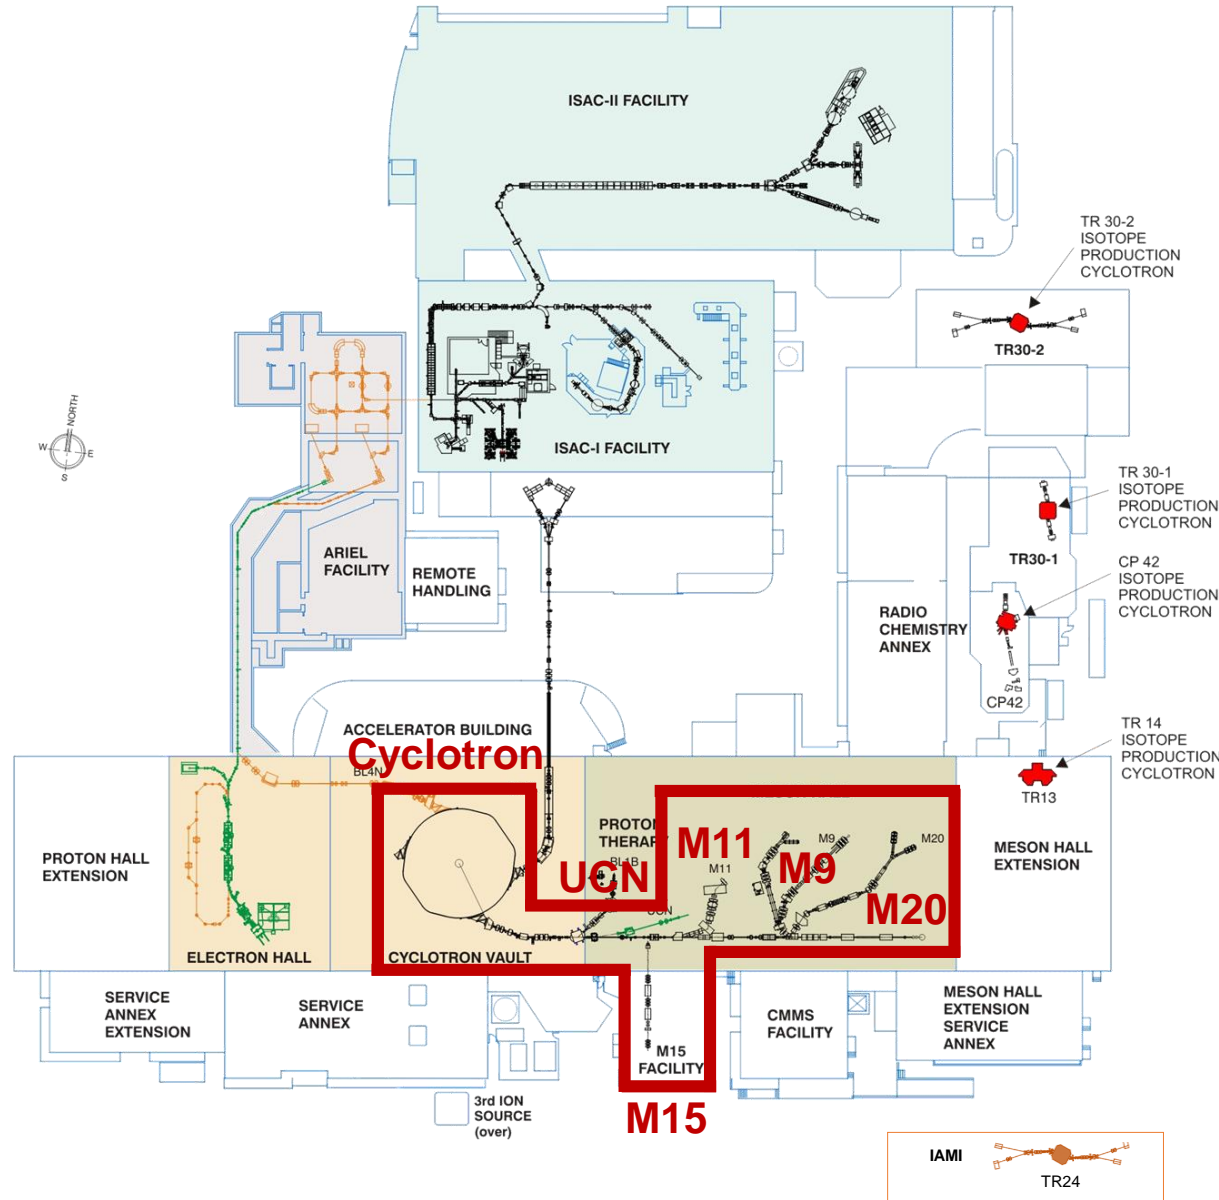 ISAC-II FACILITY
TR 30-2
ISOTOPE
PRODUCTION
CYCLOTRON
TR30-2
NORTH
W
E
S
ISAC-I FACILITY
TR 30-1
ISOTOPE
PRODUCTION
CYCLOTRON
TR30-1
ARIEL
FACILITY
REMOTE
HANDLING
CP 42
ISOTOPE
PRODUCTION
CYCLOTRON
RADIO
CHEMISTRY
ANNEX
CP42
ACCELERATOR BUILDING
TR 14
ISOTOPE
PRODUCTION
CYCLOTRON
TR13
Cyclotron
BL4N
PROTON HALL
EXTENSION
PROTON
THERAPY
BL1B
UCN
M11
M11
M9
M9
M20
M20
UCN
MESON HALL
EXTENSION
ELECTRON HALL
CYCLOTRON VAULT
SERVICE
ANNEX
EXTENSION
SERVICE
ANNEX
M15
FACILITY
CMMS
FACILITY
MESON HALL
EXTENSION
SERVICE
ANNEX
3rd ION
SOURCE
(over)
M15
IAMI
TR24